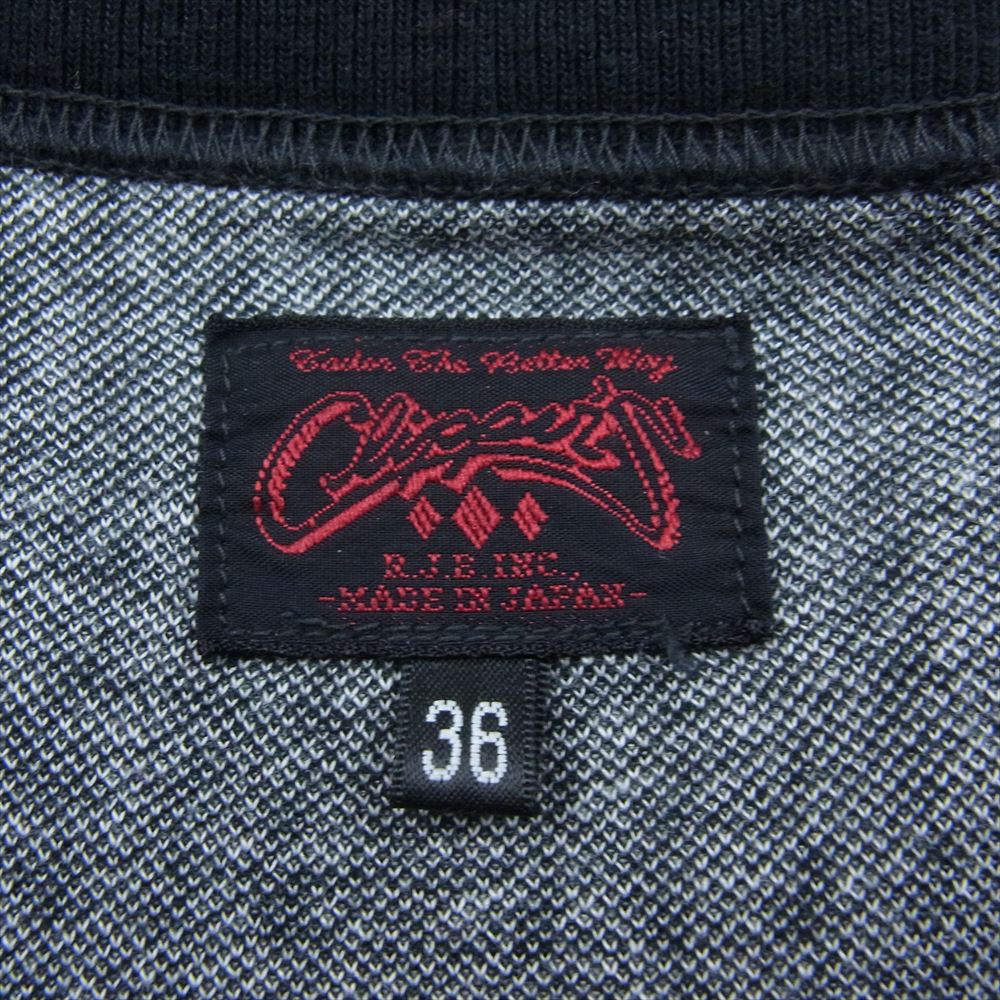 Tailor The Better Way
R.J.B INC.,
-MADE IN JAPAN-
36